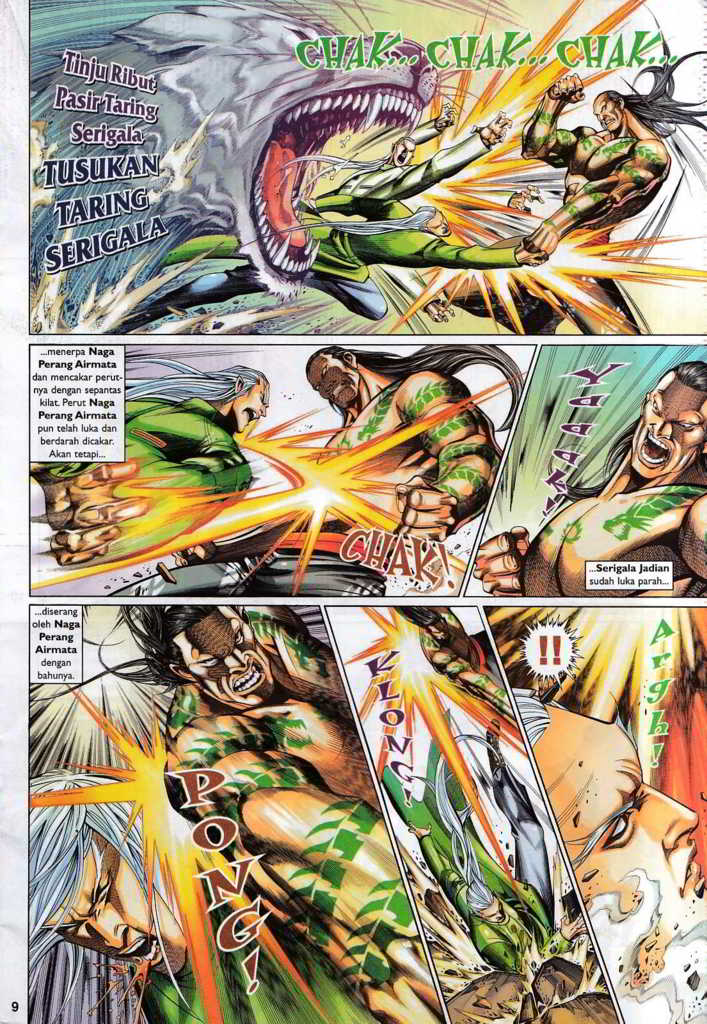 CHAK... CHAK... CHAK...
Tinju Ribut
Pasir Taring
Serigala
TUSUKAN
TARING
SERIGALA
...menerpa Naga
Perang Airmata
dan mencakar perut-
nya dengan sepantas
kilat. Perut Naga
Perang Airmata
pun telah luka dan
berdarah dicakar.
Akan tetapi...
CHAK!
YAAAK!
...Serigala Jadian
sudah luka parah...
...diserang
oleh Naga
Perang
Airmata
dengan
bahunya.
PONG!
KLONG!
!!
Argh!
9